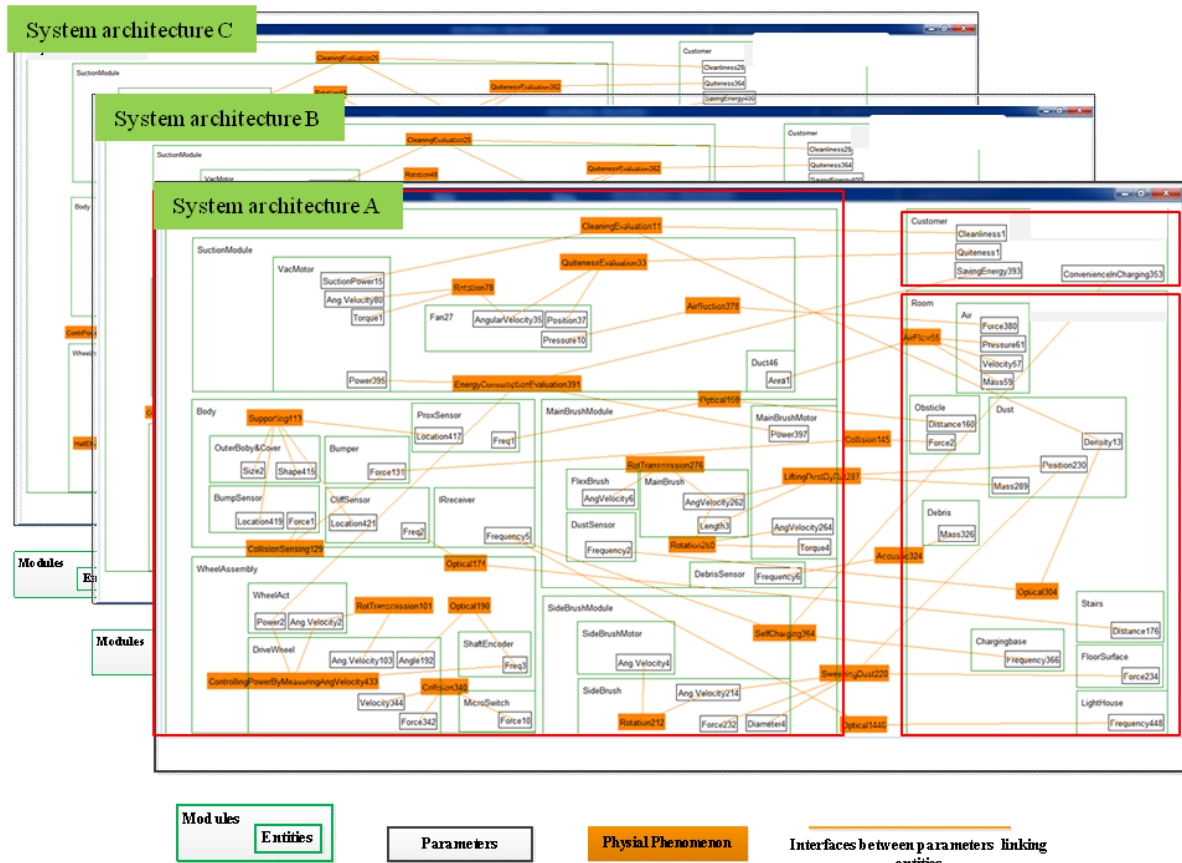 System architecture C
SuctionModule
CleaningEvaluation26
Customer
Cleanliness26
QuitenessEvaluation362
Quiteness364
SavingEnergy400
Body
System architecture B
SuctionModule
VacMotor
CleaningEvaluation25
Rotation48
QuitenessEvaluation362
Customer
Cleanliness26
Quiteness364
System architecture A
CleaningEvaluation11
Customer
Cleanliness1
SuctionModule
Quiteness1
VacMotor
QuitenessEvaluation33
SavingEnergy393
ConvenienceInCharging353
SuctionPower15
Rotation78
Ang.Velocity80
AirSuction378
Room
Torque1
Fan27
AngularVelocity35
Position37
Air
Force380
Pressure10
AirFlow55
Pressure61
Velocity57
Duct46
Mass59
Power395
EnergyConsumptionEvaluation391
Area1
Body
Supporting113
ProxSensor
MainBrushModule
Optical159
Obstacle
Dust
Location417
Freq1
MainBrushMotor
Distance160
Power397
Collision145
Force2
Density13
OuterBoby&Cover
Bumper
Size2
Shape415
Force131
RotTransmission276
Position230
FlexBrush
MainBrush
LiftingDustDyRot287
Mass289
BumpSensor
CliffSensor
IRreceiver
AngVelocity6
AngVelocity262
Debris
Location419
Force1
Location421
DustSensor
Length3
AngVelocity264
Mass326
Freq2
Frequency5
Frequency2
Rotation260
Torque4
CollisionSensing129
Optical171
Acoustic324
WheelAssembly
DebrisSensor
Frequency6
WheelAct
Optical304
RotTransmission101
Optical190
SideBrushModule
Stairs
Power2
Ang.Velocity2
SideBrushMotor
SelfCharging364
Distance176
DriveWheel
ShaftEncoder
Chargingbase
Ang.Velocity103
Angle192
Freq3
Ang.Velocity4
Frequency366
FloorSurface
ControllingPowerByMeasuringAngVelocity433
Collision340
SideBrush
SweepingDust220
Force234
Velocity344
MicroSwitch
Ang.Velocity214
LightHouse
Force342
Force10
Rotation212
Force232
Diameter4
Optical1446
Frequency448
Modules
Modules
Modules
Entities
Parameters
Physial Phenomenon
Interfaces between parameters linking
entities